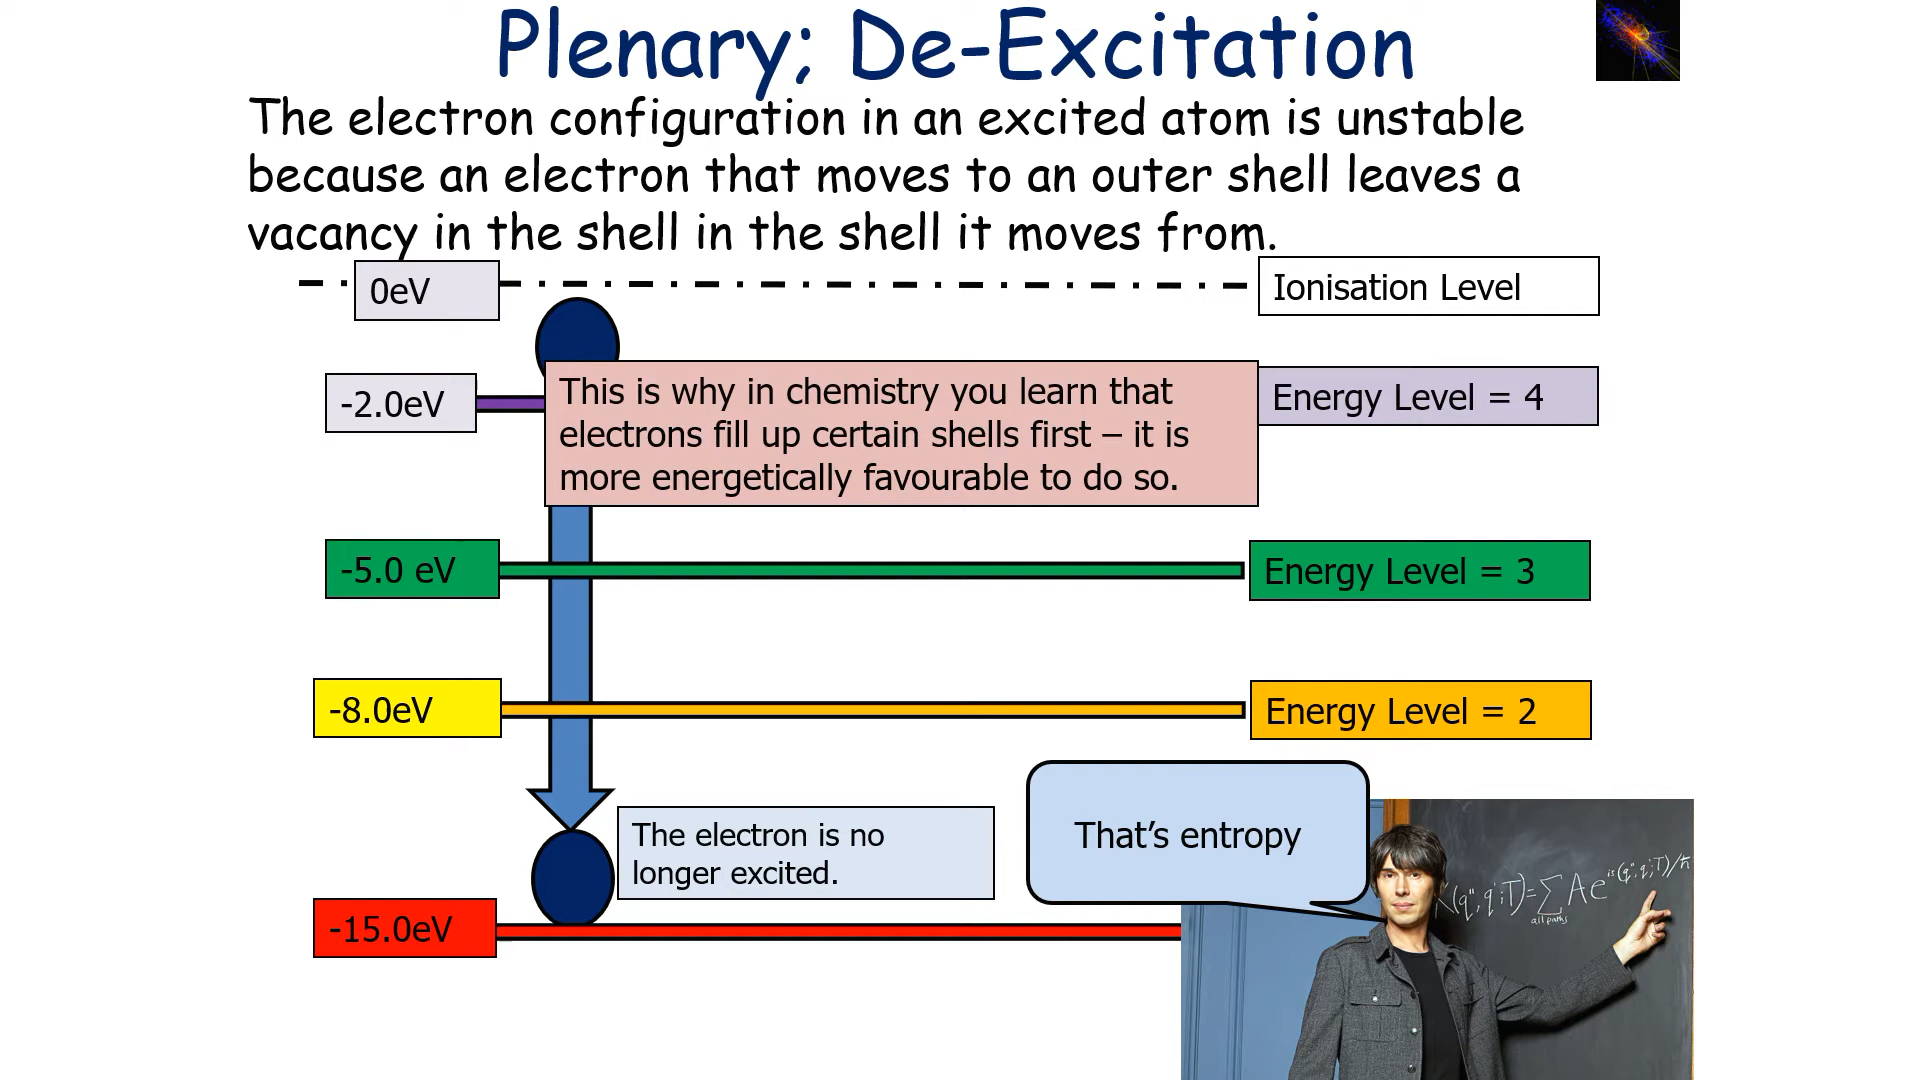 Plenary; De-Excitation
The electron configuration in an excited atom is unstable
because an electron that moves to an outer shell leaves a
vacancy in the shell in the shell it moves from.
0eV
Ionisation Level
-2.0eV
This is why in chemistry you learn that
electrons fill up certain shells first – it is
more energetically favourable to do so.
Energy Level = 4
-5.0 eV
Energy Level = 3
-8.0eV
Energy Level = 2
The electron is no
longer excited.
That's entropy
K(q",q';T)=∑Ae^{is(q",q';T)/ħ}
all paths
-15.0eV